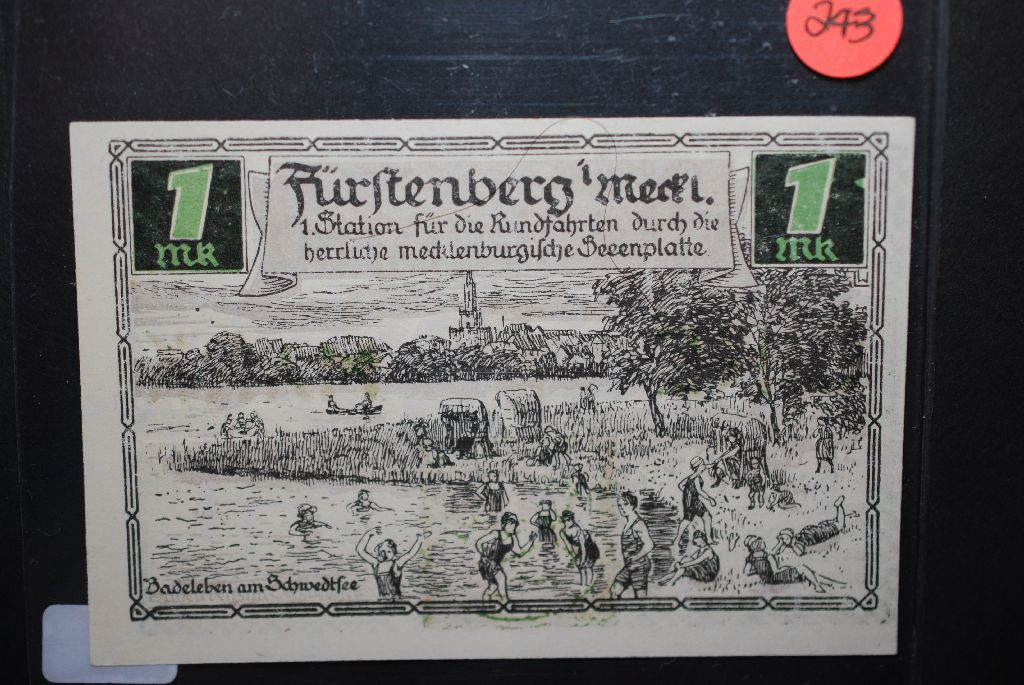 243
1
MK
Fürstenberg i/Meckl.
1. Station für die Rundfahrten durch die
herrliche mecklenburgische Seeenplatte.
1
MK
Badeleben am Schwedtsee